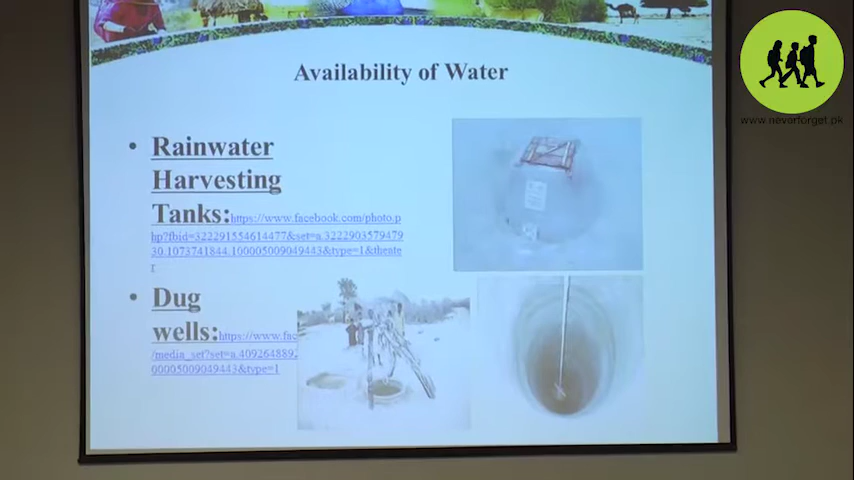 Availability of Water
www.neverforget.pk
• Rainwater
Harvesting
Tanks:https://www.facebook.com/photo.p
hp?fbid=322291554614477&set=a.3222903579479
30.1073741844.100005009049443&type=1&theate
r
• Dug
wells:https://www.fac
/media_set?set=a.409264889
00005009049443&type=1